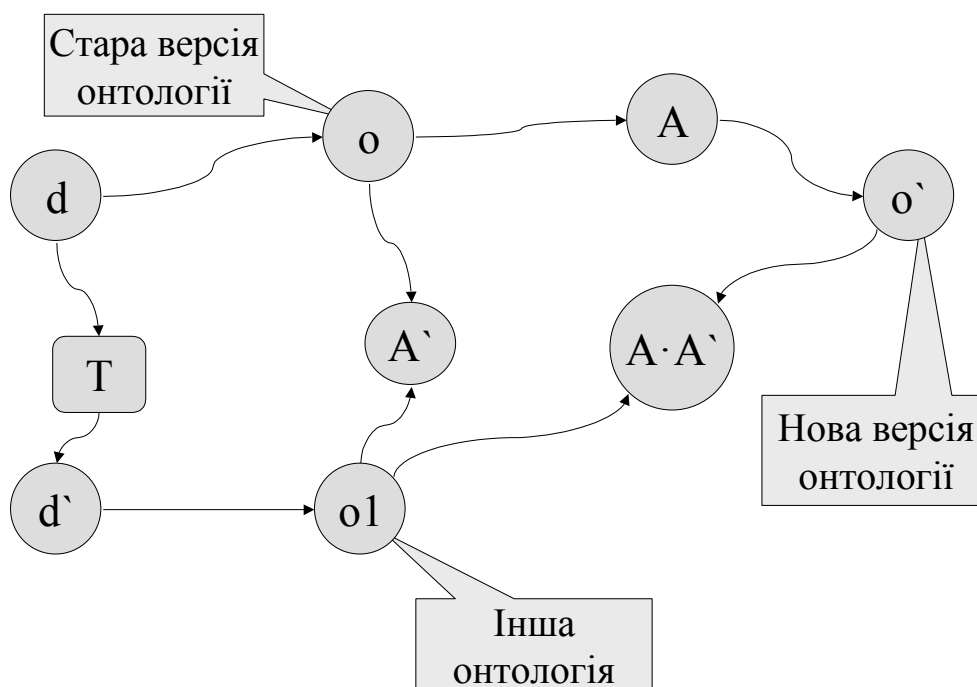 Стара версія
онтології
o
A
d
o`
T
A`
A·A`
Нова версія
онтології
d`
o1
Інша
онтологія